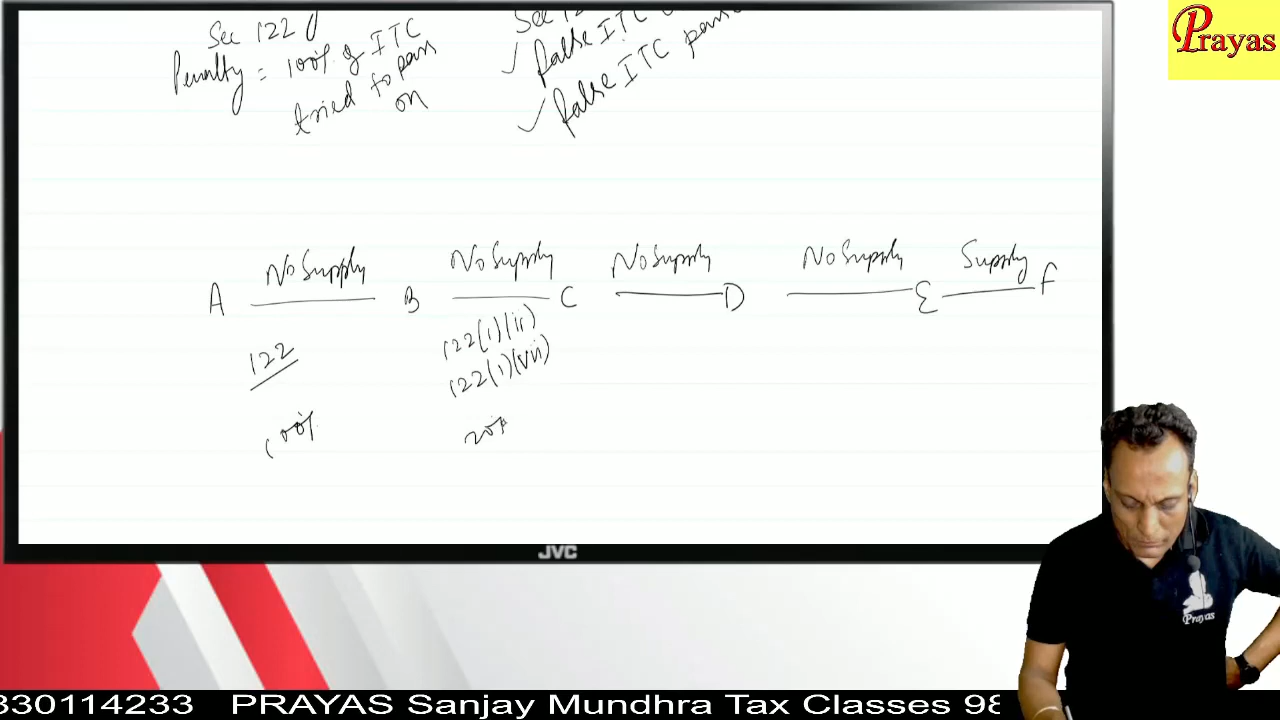 Sec 122
Penalty = 100% of ITC
tried to pass
on
Sec
✓ false ITC
✓ false ITC pass
A No Supply B No Supply C No Supply D No Supply E Supply F
122
100%
122(1)(ii)
122(1)(vii)
Prayas
Prayas
JVC
330114233 PRAYAS Sanjay Mundhra Tax Classes 98